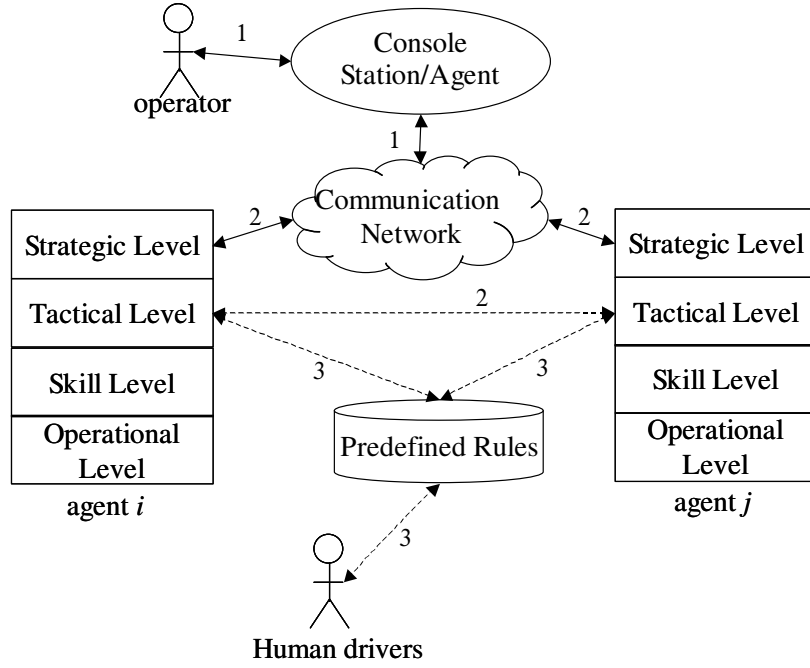 1
Console
Station/Agent
operator
1
Communication
Network
2
2
Strategic Level
Strategic Level
2
Tactical Level
Tactical Level
3
3
Skill Level
Skill Level
Predefined Rules
Operational
Level
Operational
Level
agent i
agent j
3
Human drivers